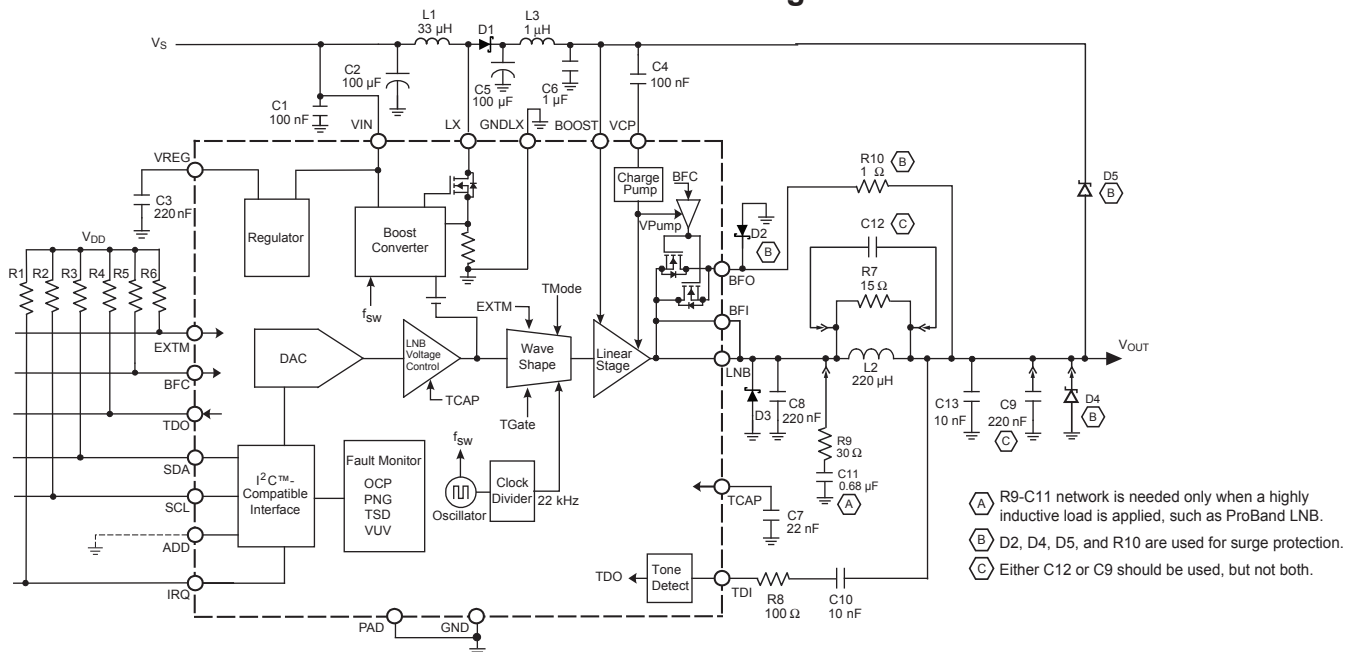 L1
33 µH
D1
L3
1 µH
VS
C2
100 µF
C5
100 µF
C6
1 µF
C4
100 nF
C1
100 nF
VIN
LX
GNDLX
BOOST
VCP
VREG
C3
220 nF
Regulator
Boost
Converter
fsw
Charge
Pump
BFC
VPump
D2
B
BFO
R10
1 Ω
B
C12
C
R7
15 Ω
D5
B
VDD
R1
R2
R3
R4
R5
R6
EXTM
BFC
TDO
SDA
SCL
ADD
IRQ
DAC
LNB
Voltage
Control
TCAP
EXTM
TMode
Wave
Shape
TGate
Linear
Stage
BFI
LNB
L2
220 µH
VOUT
D3
C8
220 nF
R9
30 Ω
C11
0.68 µF
A
C13
10 nF
C9
220 nF
C
D4
B
I2C™-
Compatible
Interface
Fault Monitor
OCP
PNG
TSD
VUV
fsw
Oscillator
Clock
Divider
22 kHz
TCAP
C7
22 nF
TDO
Tone
Detect
TDI
R8
100 Ω
C10
10 nF
PAD
GND
A R9-C11 network is needed only when a highly
inductive load is applied, such as ProBand LNB.
B D2, D4, D5, and R10 are used for surge protection.
C Either C12 or C9 should be used, but not both.